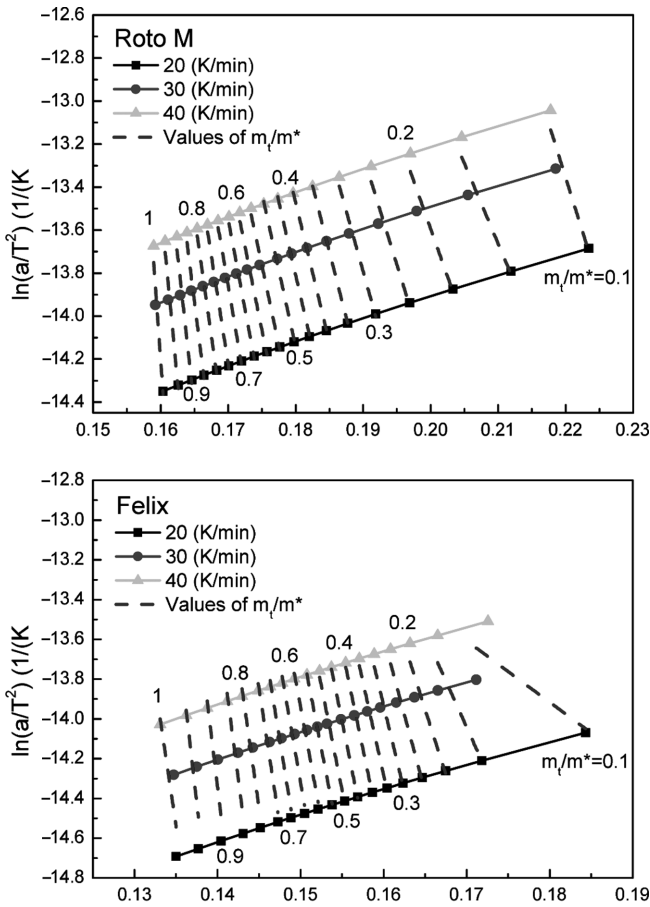 Roto M
20 (K/min)
30 (K/min)
40 (K/min)
Values of mₜ/m*
ln(a/T²) (1/(K
−12.6
−12.8
−13.0
−13.2
−13.4
−13.6
−13.8
−14.0
−14.2
−14.4
1
0.8
0.6
0.4
0.2
0.9
0.7
0.5
0.3
mₜ/m*=0.1
0.15 0.16 0.17 0.18 0.19 0.20 0.21 0.22 0.23
Felix
20 (K/min)
30 (K/min)
40 (K/min)
Values of mₜ/m*
ln(a/T²) (1/(K
−12.8
−13.0
−13.2
−13.4
−13.6
−13.8
−14.0
−14.2
−14.4
−14.6
−14.8
1
0.8
0.6
0.4
0.2
0.9
0.7
0.5
0.3
mₜ/m*=0.1
0.13 0.14 0.15 0.16 0.17 0.18 0.19